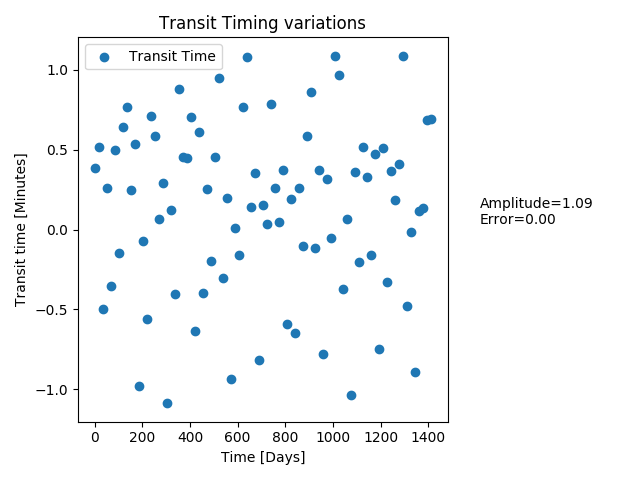 Transit Timing variations
Transit Time
1.0
0.5
0.0
−0.5
−1.0
Transit time [Minutes]
0 200 400 600 800 1000 1200 1400
Time [Days]
Amplitude=1.09
Error=0.00